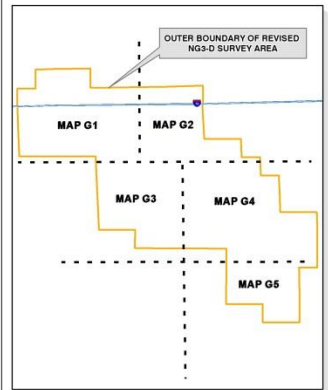 OUTER BOUNDARY OF REVISED
NG3-D SURVEY AREA
MAP G1
MAP G2
MAP G3
MAP G4
MAP G5